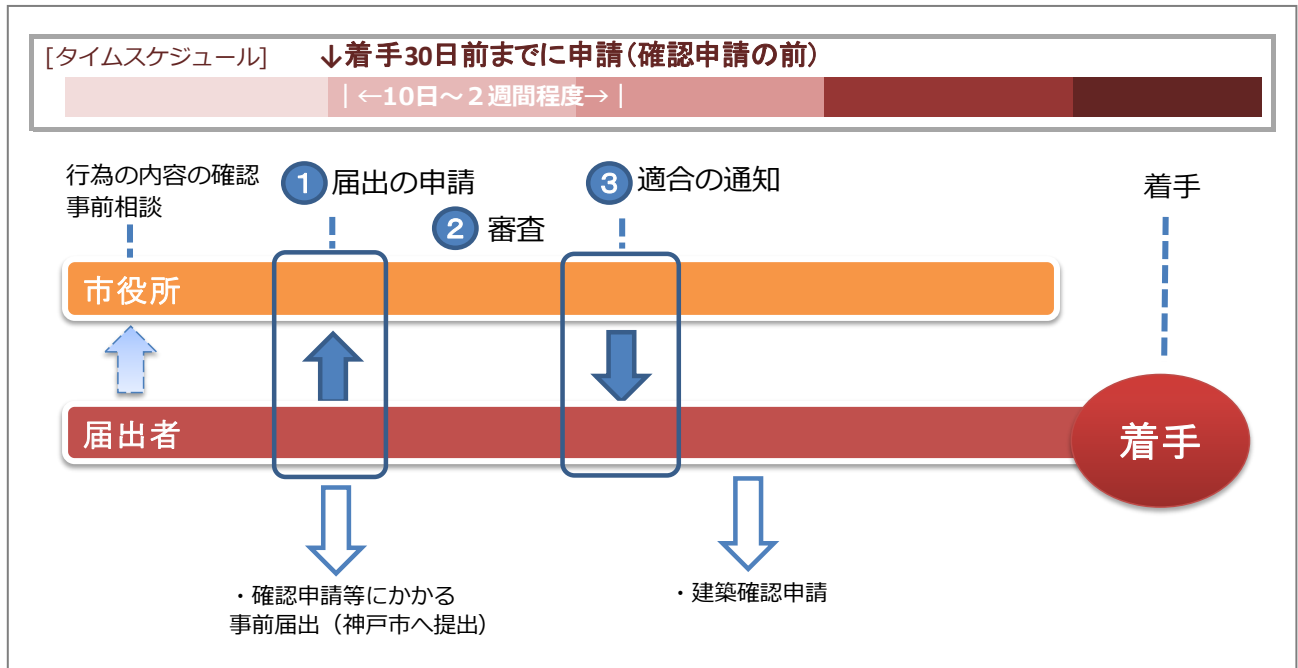 [タイムスケジュール] ↓着手30日前までに申請(確認申請の前)
|←10日～２週間程度→|
行為の内容の確認
事前相談
1 届出の申請
2 審査
3 適合の通知
着手
市役所
届出者
着手
・確認申請等にかかる
事前届出（神戸市へ提出）
・建築確認申請